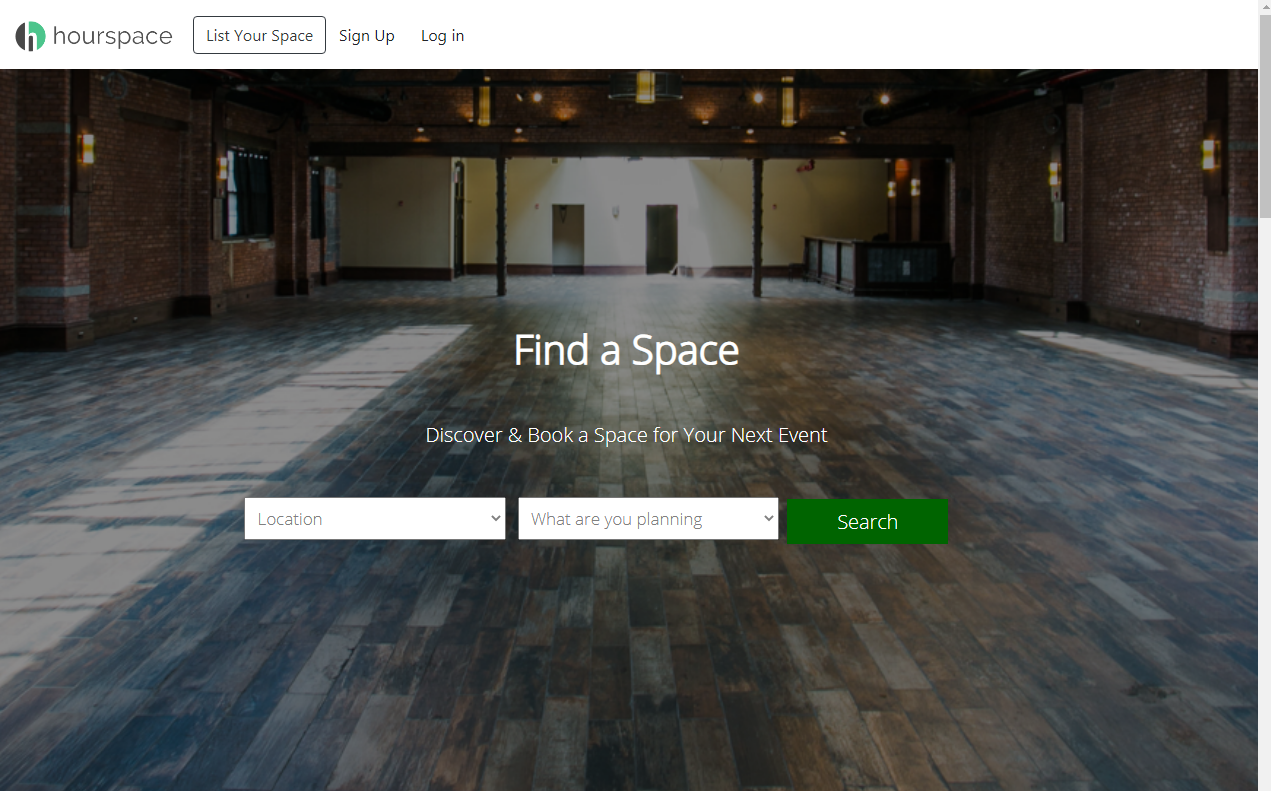 hourspace
List Your Space
Sign Up
Log in
Find a Space
Discover & Book a Space for Your Next Event
Location
What are you planning
Search